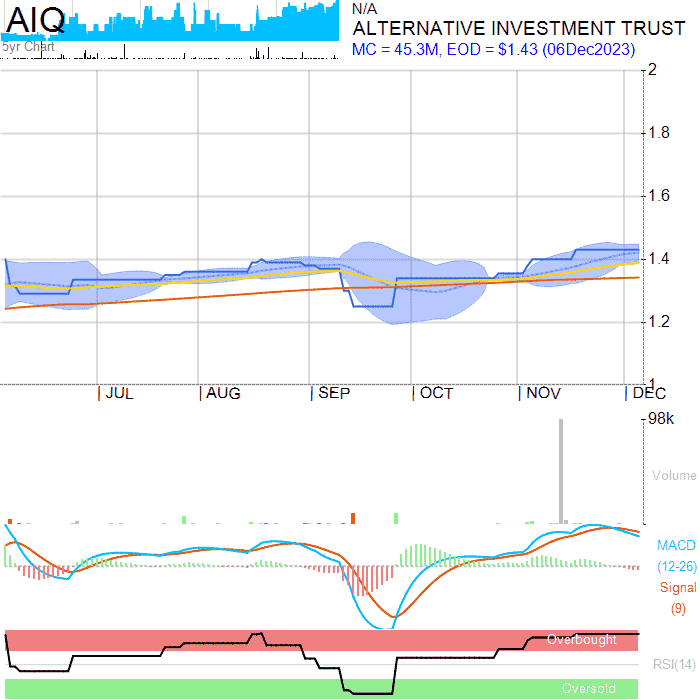 AIQ
5yr Chart
N/A
ALTERNATIVE INVESTMENT TRUST
MC = 45.3M, EOD = $1.43 (06Dec2023)
2
1.8
1.6
1.4
1.2
1
JUL AUG SEP OCT NOV DEC
98k
Volume
MACD
(12-26)
Signal
(9)
Overbought
RSI(14)
Oversold